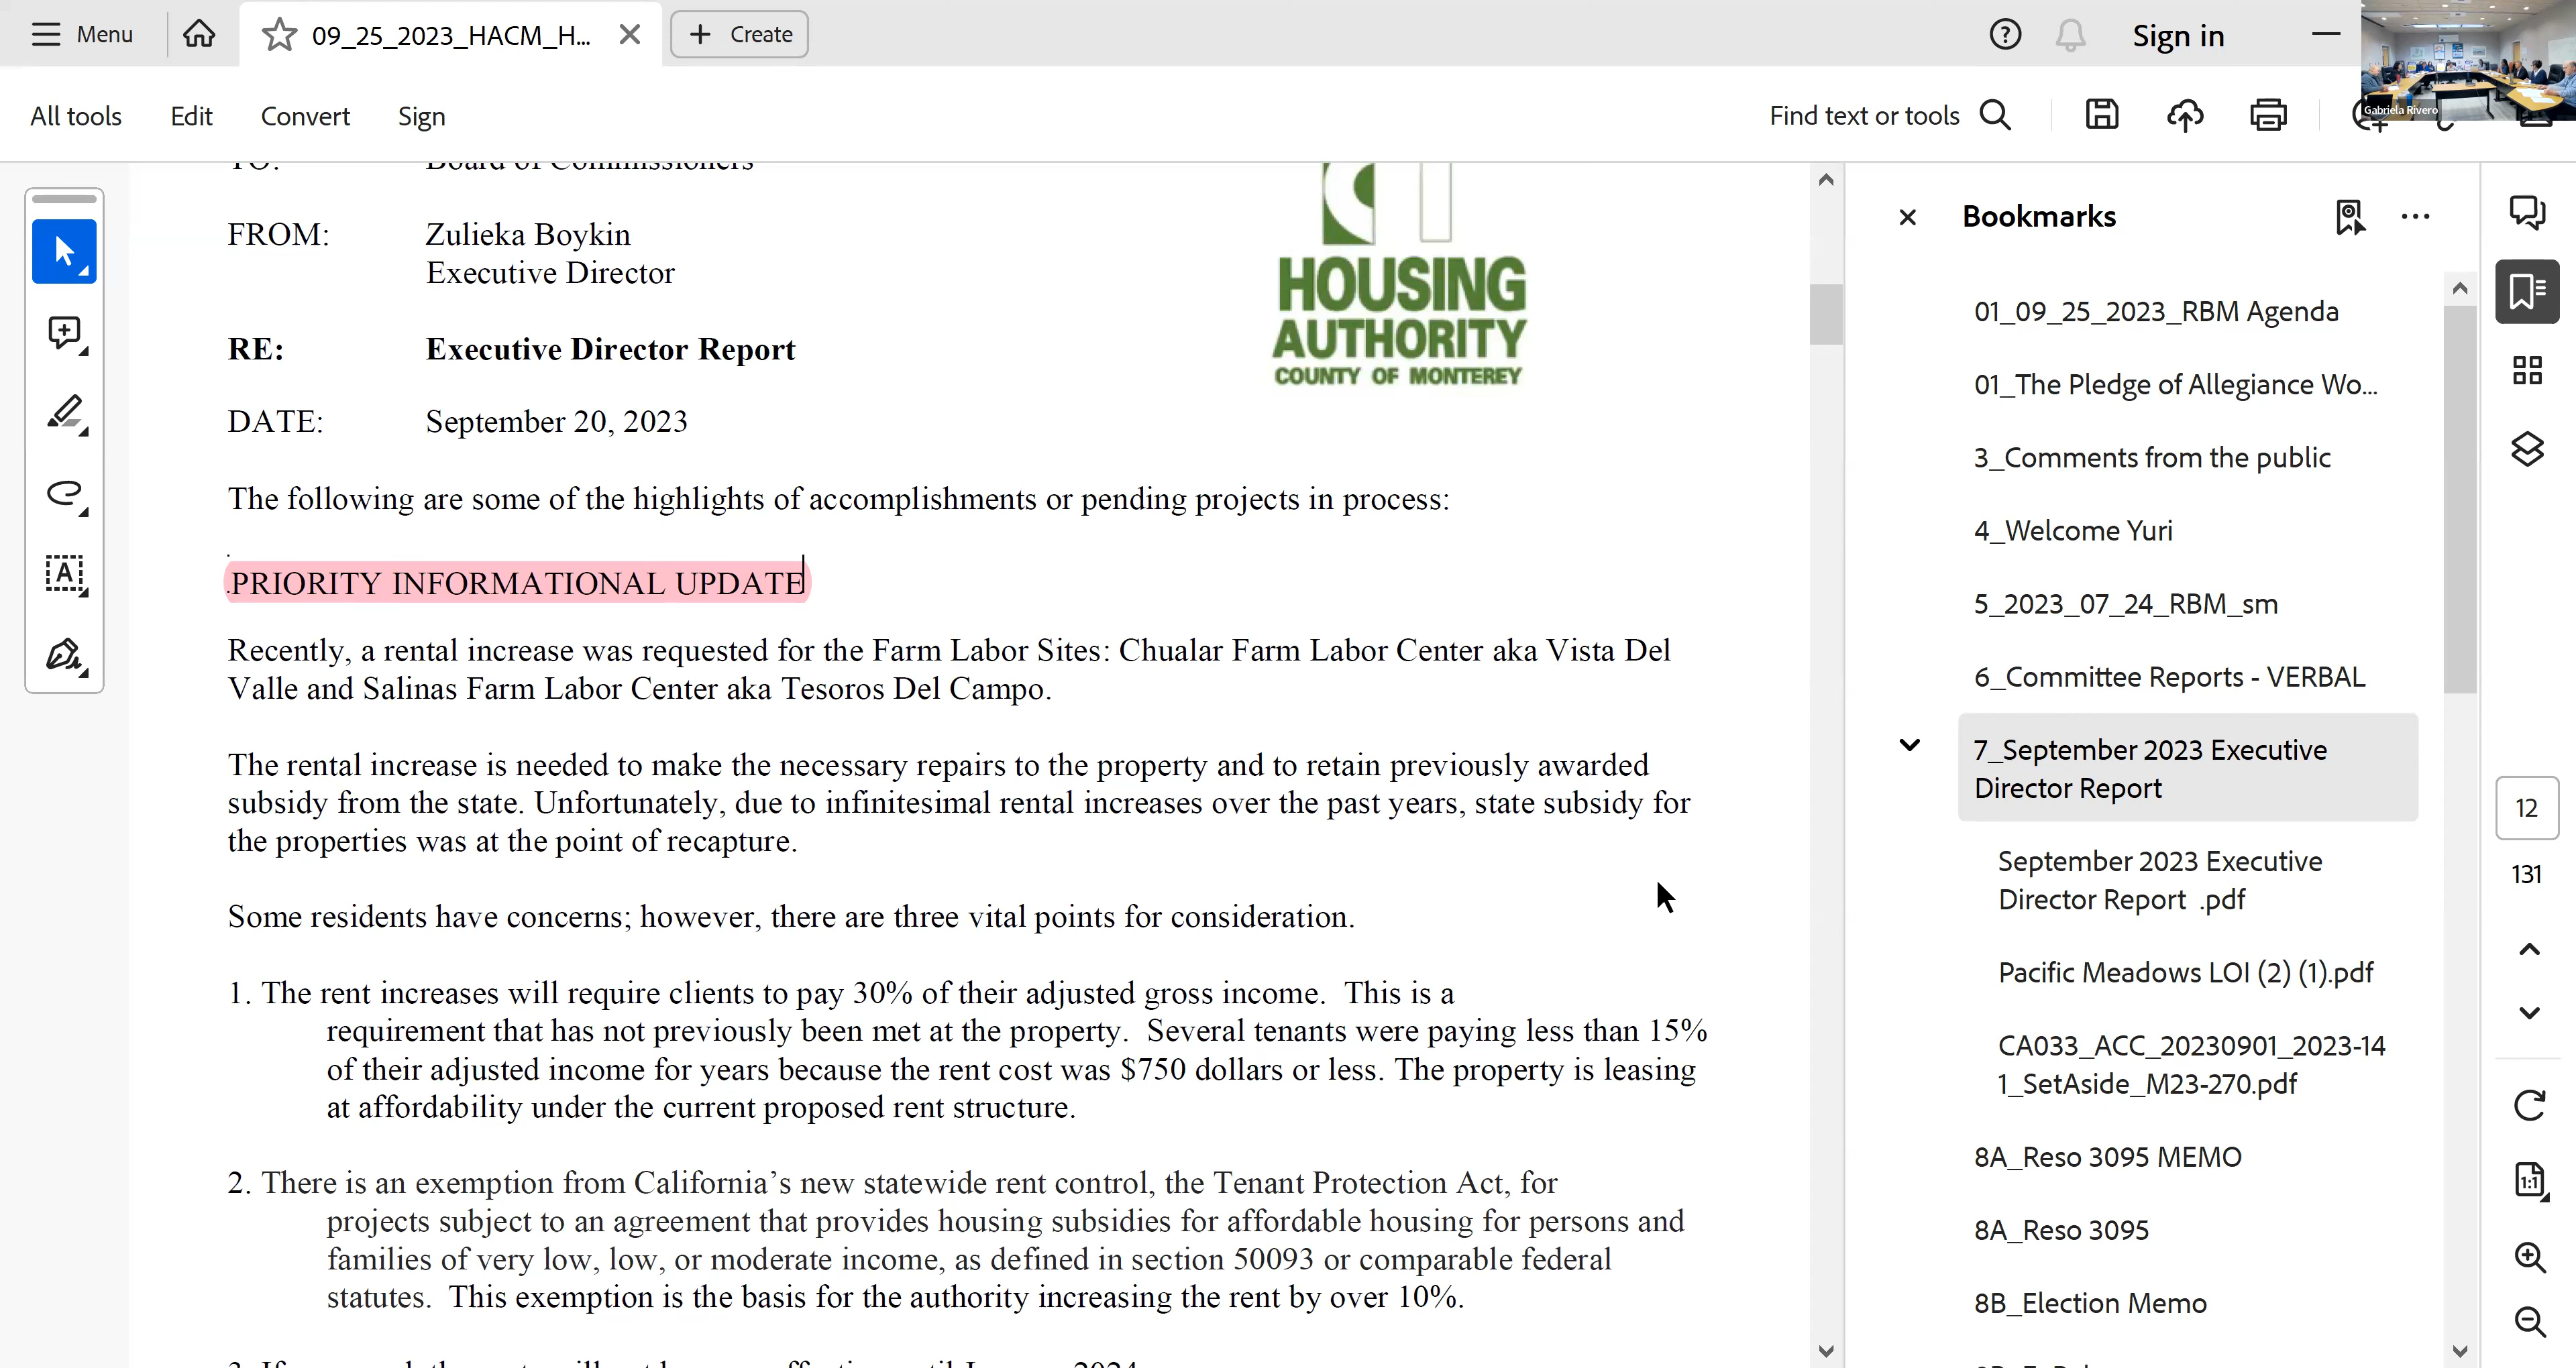 Menu
09_25_2023_HACM_H...
Create
Sign in
Gabriela Rivero
All tools
Edit
Convert
Sign
Find text or tools
TO: Board of Commissioners
FROM: Zulieka Boykin
Executive Director
RE: Executive Director Report
DATE: September 20, 2023
HOUSING
AUTHORITY
COUNTY OF MONTEREY
The following are some of the highlights of accomplishments or pending projects in process:
PRIORITY INFORMATIONAL UPDATE
Recently, a rental increase was requested for the Farm Labor Sites: Chualar Farm Labor Center aka Vista Del
Valle and Salinas Farm Labor Center aka Tesoros Del Campo.
The rental increase is needed to make the necessary repairs to the property and to retain previously awarded
subsidy from the state. Unfortunately, due to infinitesimal rental increases over the past years, state subsidy for
the properties was at the point of recapture.
Some residents have concerns; however, there are three vital points for consideration.
1. The rent increases will require clients to pay 30% of their adjusted gross income. This is a
requirement that has not previously been met at the property. Several tenants were paying less than 15%
of their adjusted income for years because the rent cost was $750 dollars or less. The property is leasing
at affordability under the current proposed rent structure.
2. There is an exemption from California's new statewide rent control, the Tenant Protection Act, for
projects subject to an agreement that provides housing subsidies for affordable housing for persons and
families of very low, low, or moderate income, as defined in section 50093 or comparable federal
statutes. This exemption is the basis for the authority increasing the rent by over 10%.
Bookmarks
01_09_25_2023_RBM Agenda
01_The Pledge of Allegiance Wo...
3_Comments from the public
4_Welcome Yuri
5_2023_07_24_RBM_sm
6_Committee Reports - VERBAL
7_September 2023 Executive
Director Report
September 2023 Executive
Director Report .pdf
Pacific Meadows LOI (2) (1).pdf
CA033_ACC_20230901_2023-14
1_SetAside_M23-270.pdf
8A_Reso 3095 MEMO
8A_Reso 3095
8B_Election Memo
12
131
1:1